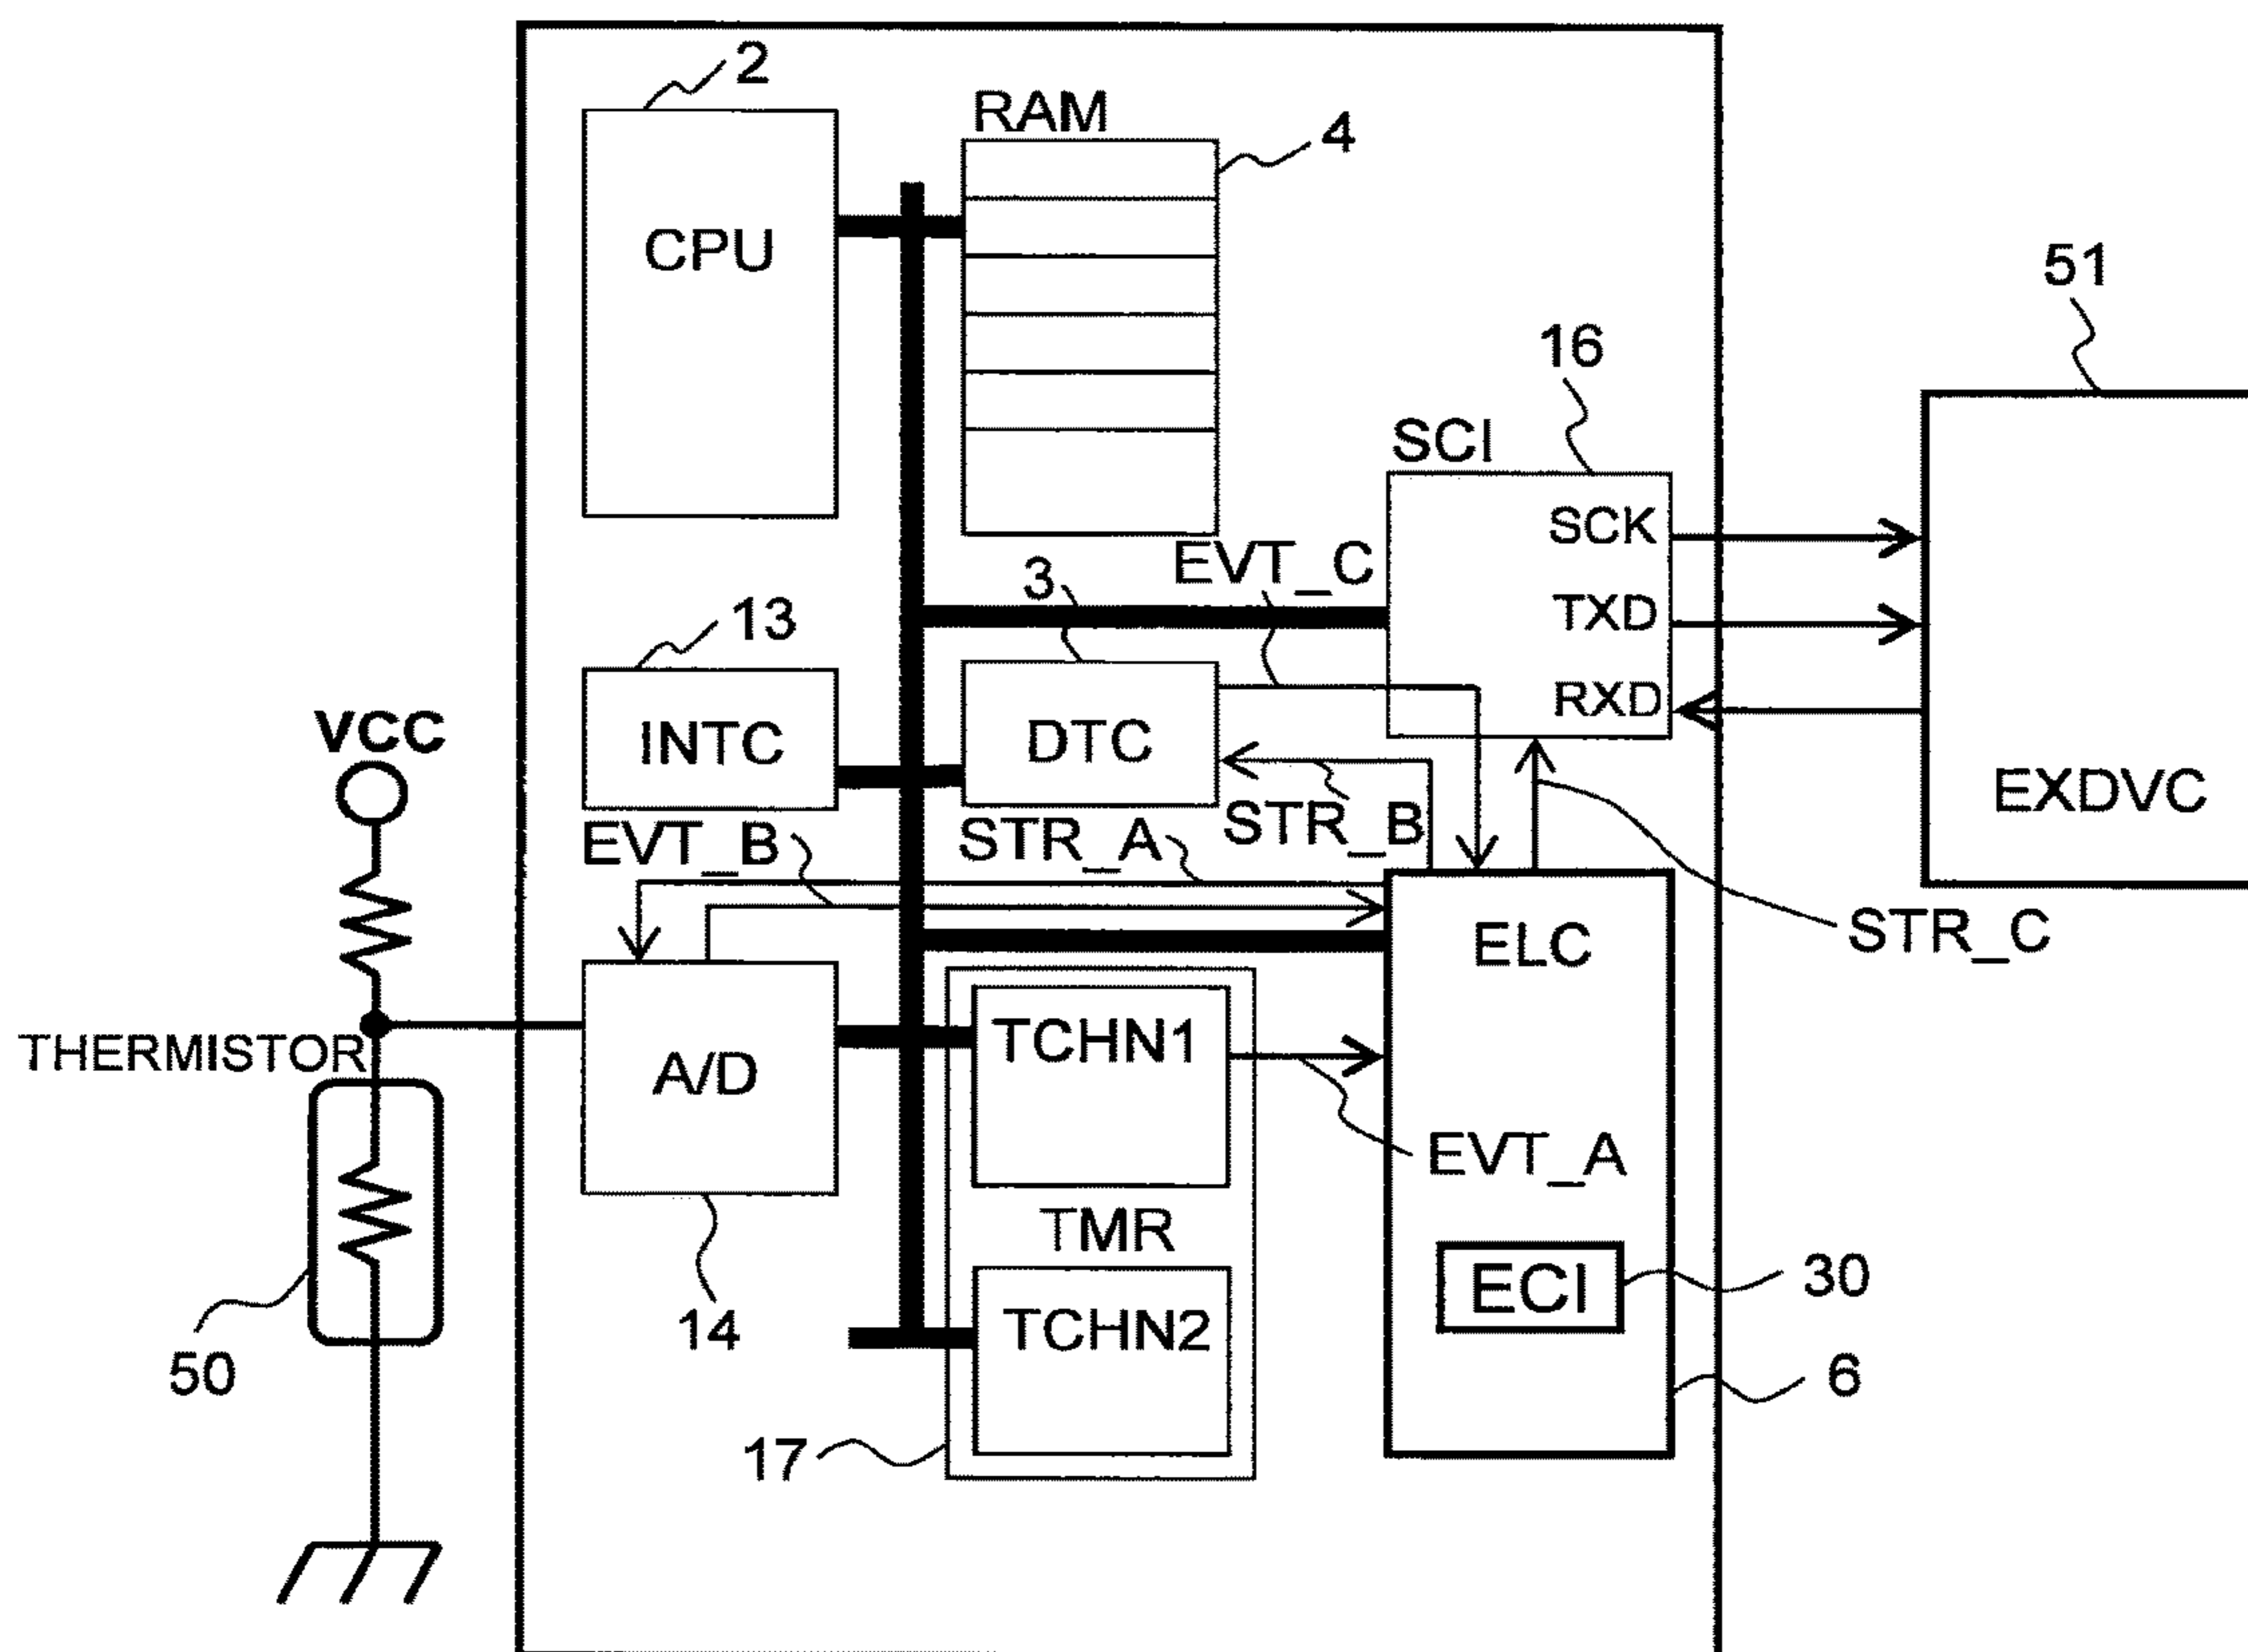 2
RAM
4
CPU
51
16
SCI
SCK
EVT_C
3
TXD
13
RXD
VCC
INTC
DTC
EXDVC
STR_B
EVT_B
STR_A
STR_C
ELC
THERMISTOR
TCHN1
A/D
EVT_A
TMR
ECI
30
14
TCHN2
50
6
17